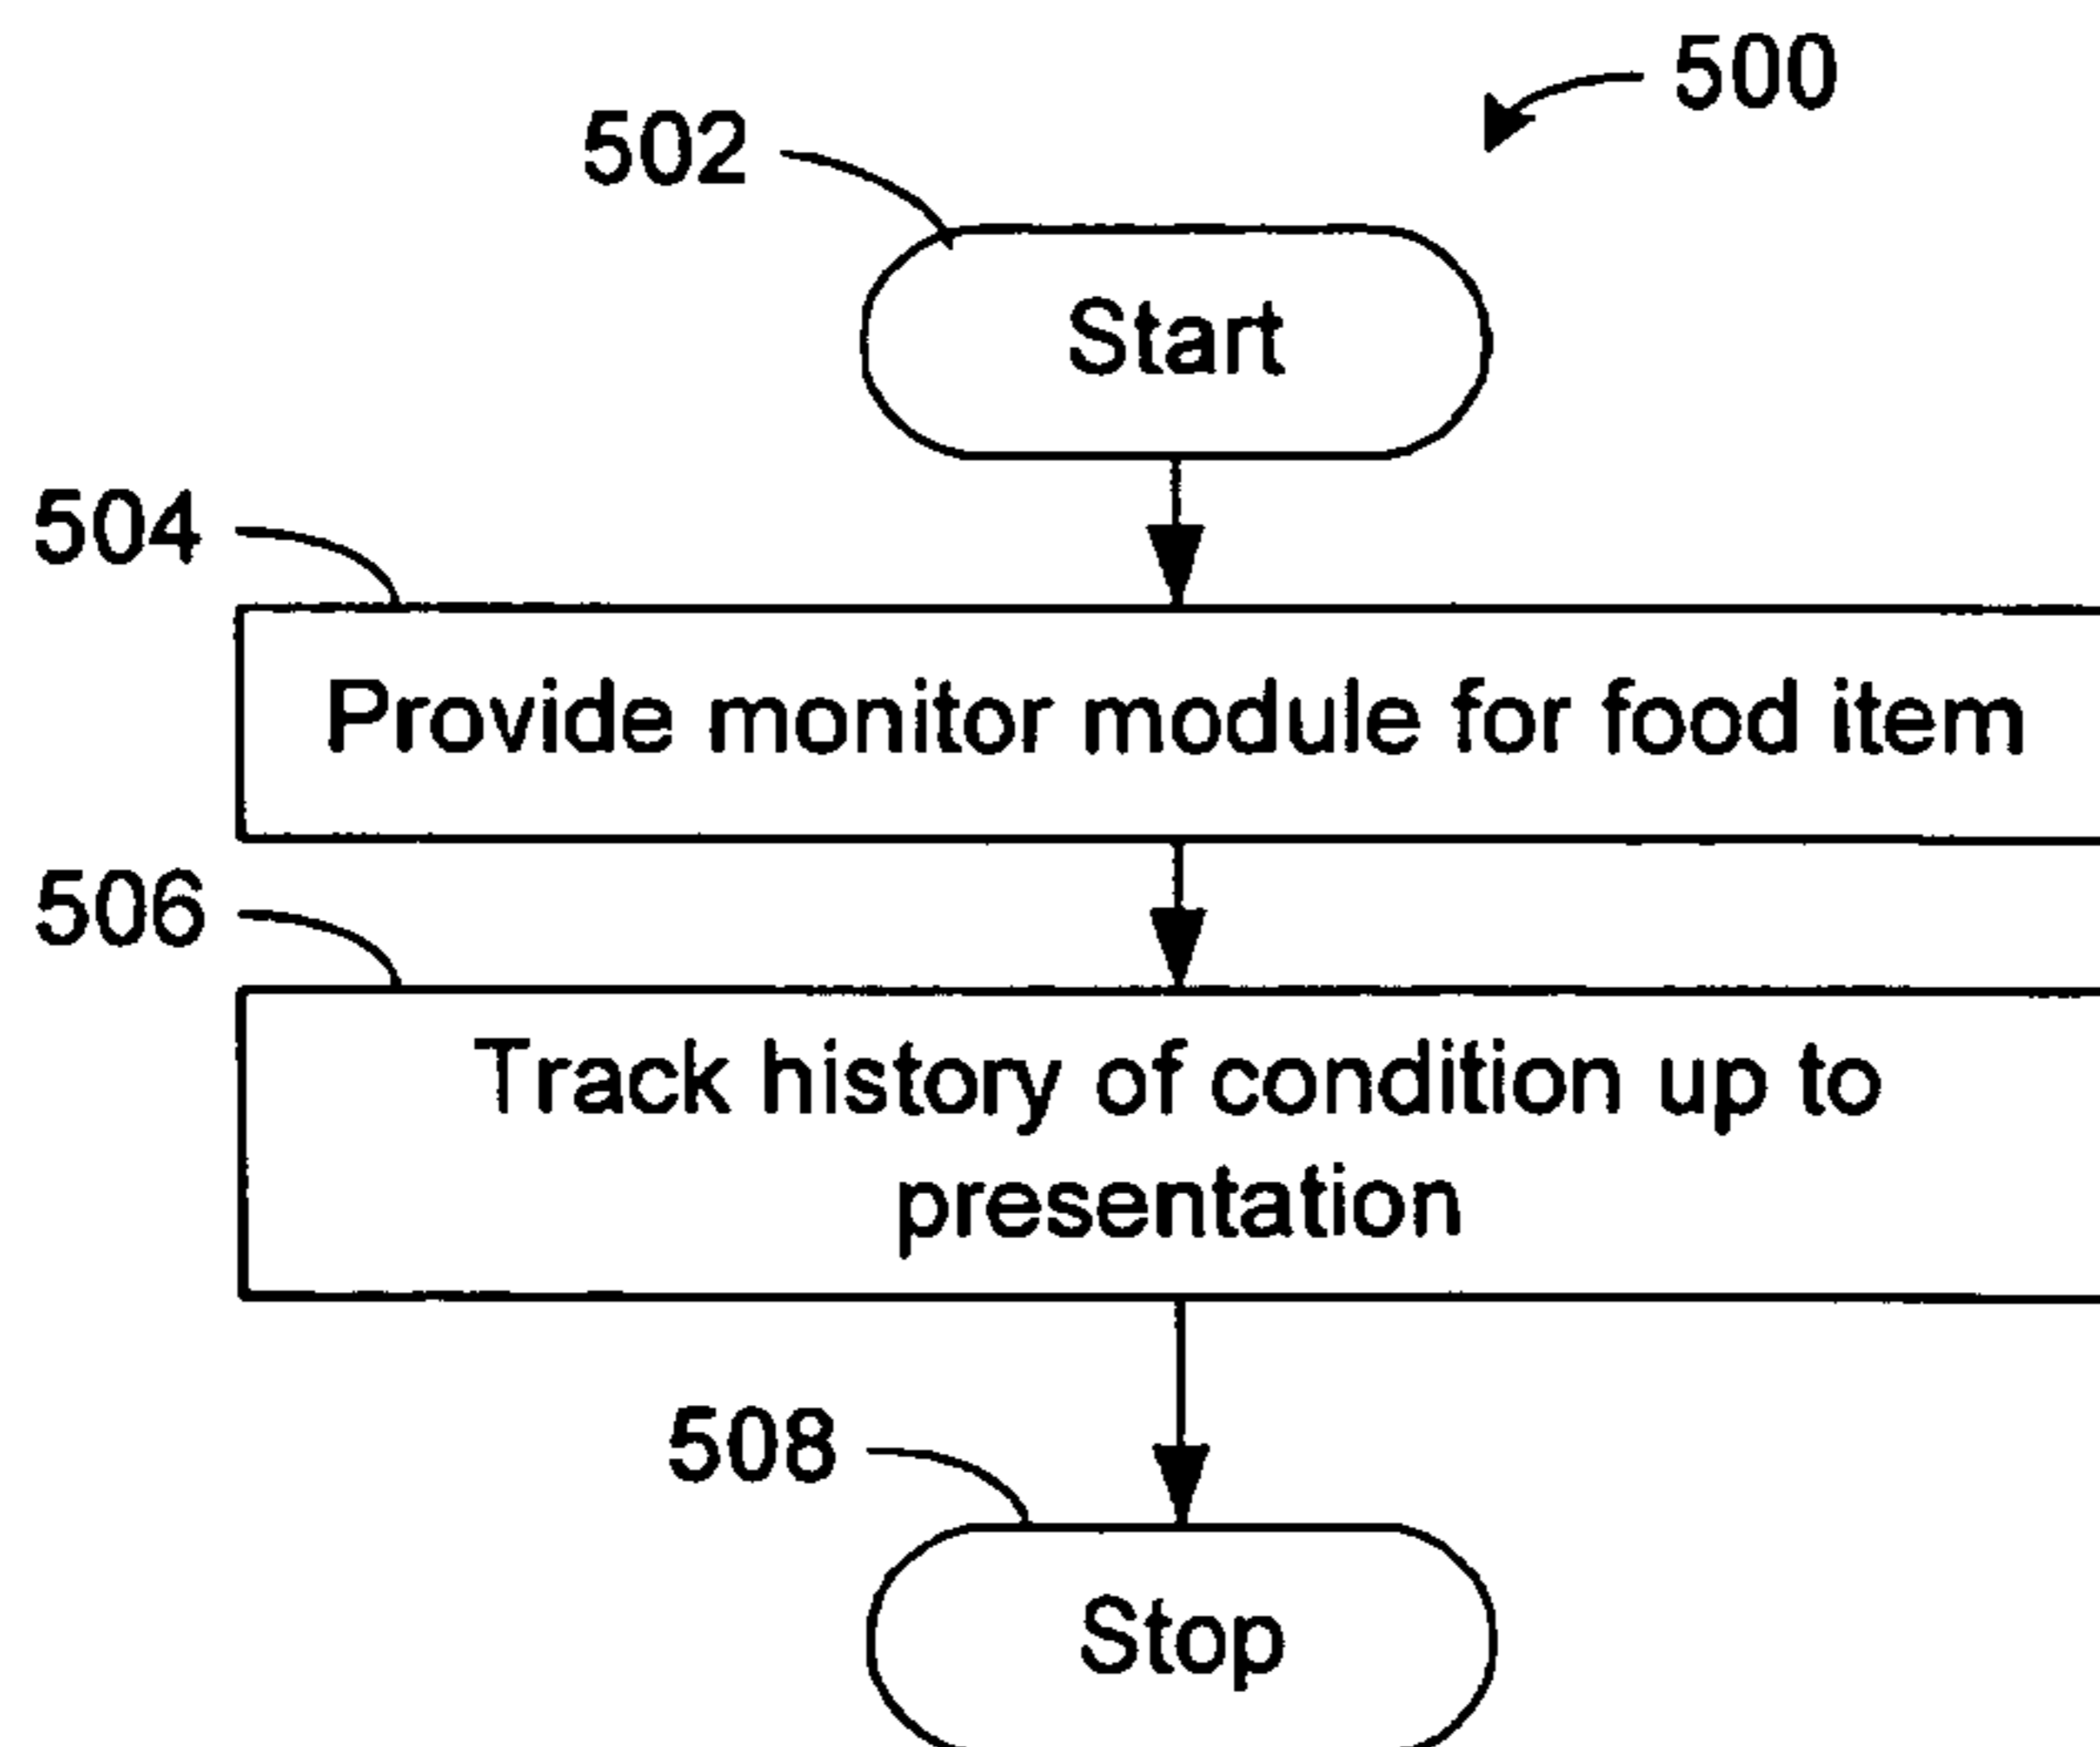 500
502
Start
504
Provide monitor module for food item
506
Track history of condition up to
presentation
508
Stop